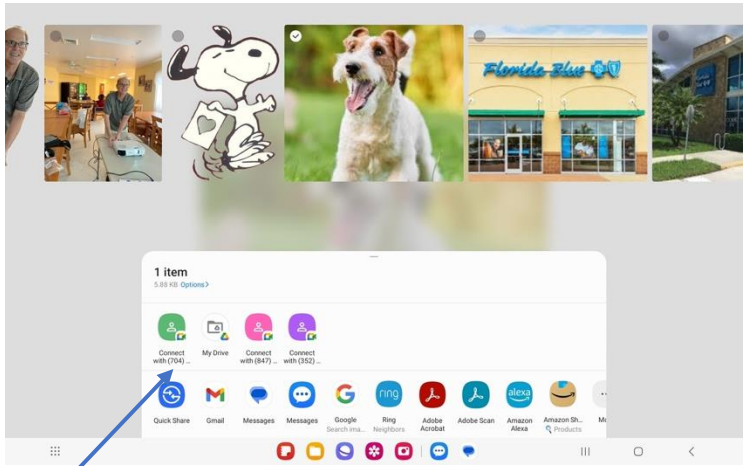 Florida Blue
1 item
5.88 KB Options>
Connect
with (704) ...
My Drive
Connect
with (847) ...
Connect
with (352) ...
ring
alexa
Quick Share
Gmail
Messages
Messages
Google
Search ima...
Ring
Neighbors
Adobe
Acrobat
Adobe Scan
Amazon
Alexa
Amazon Sh...
Products